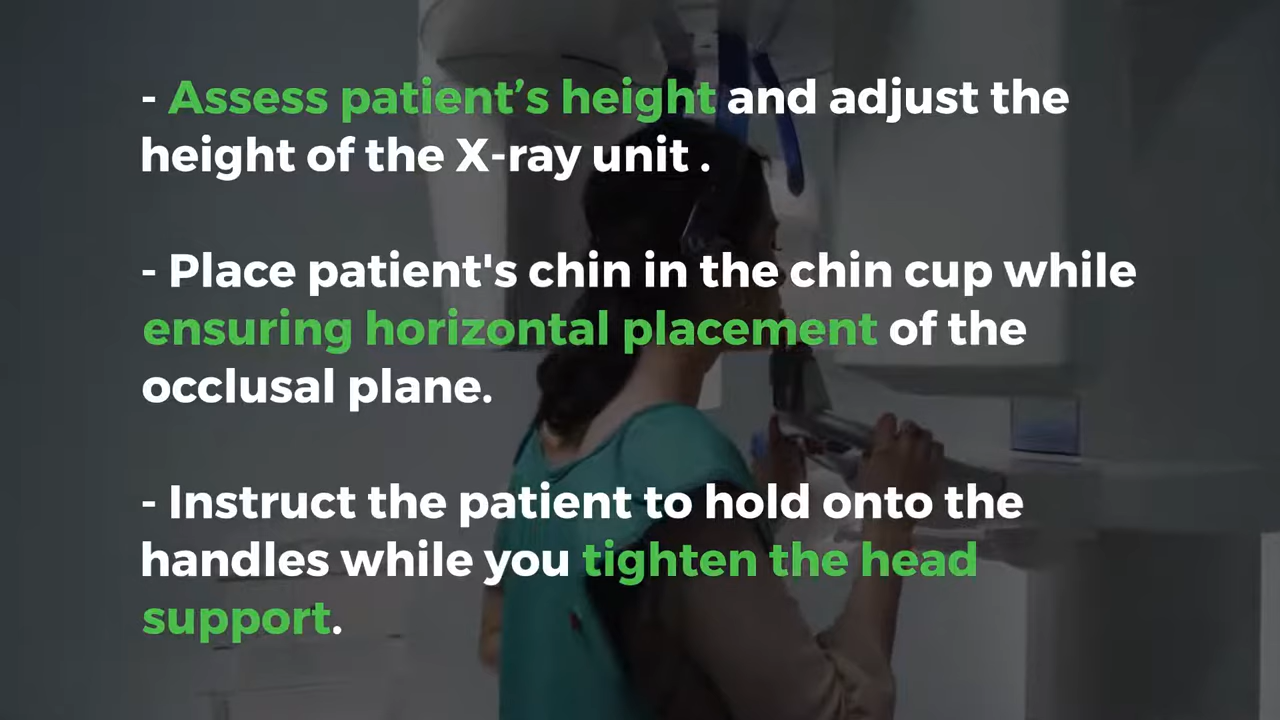 - Assess patient’s height and adjust the
height of the X-ray unit .
- Place patient's chin in the chin cup while
ensuring horizontal placement of the
occlusal plane.
- Instruct the patient to hold onto the
handles while you tighten the head
support.